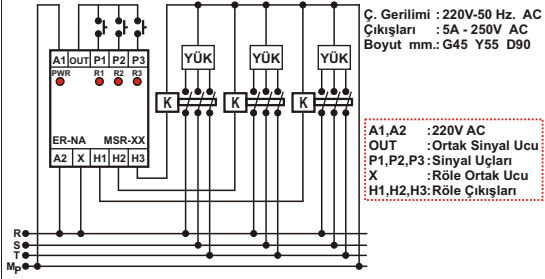 Ç. Gerilimi : 220V-50 Hz. AC
Çıkışları : 5A - 250V AC
Boyut mm.: G45 Y55 D90
A1 OUT P1 P2 P3
PWR R1 R2 R3
ER-NA MSR-XX
A2 X H1 H2 H3
YÜK YÜK YÜK
K K K
A1,A2 :220V AC
OUT :Ortak Sinyal Ucu
P1,P2,P3:Sinyal Uçları
X :Röle Ortak Ucu
H1,H2,H3:Röle Çıkışları
R
S
T
Mp